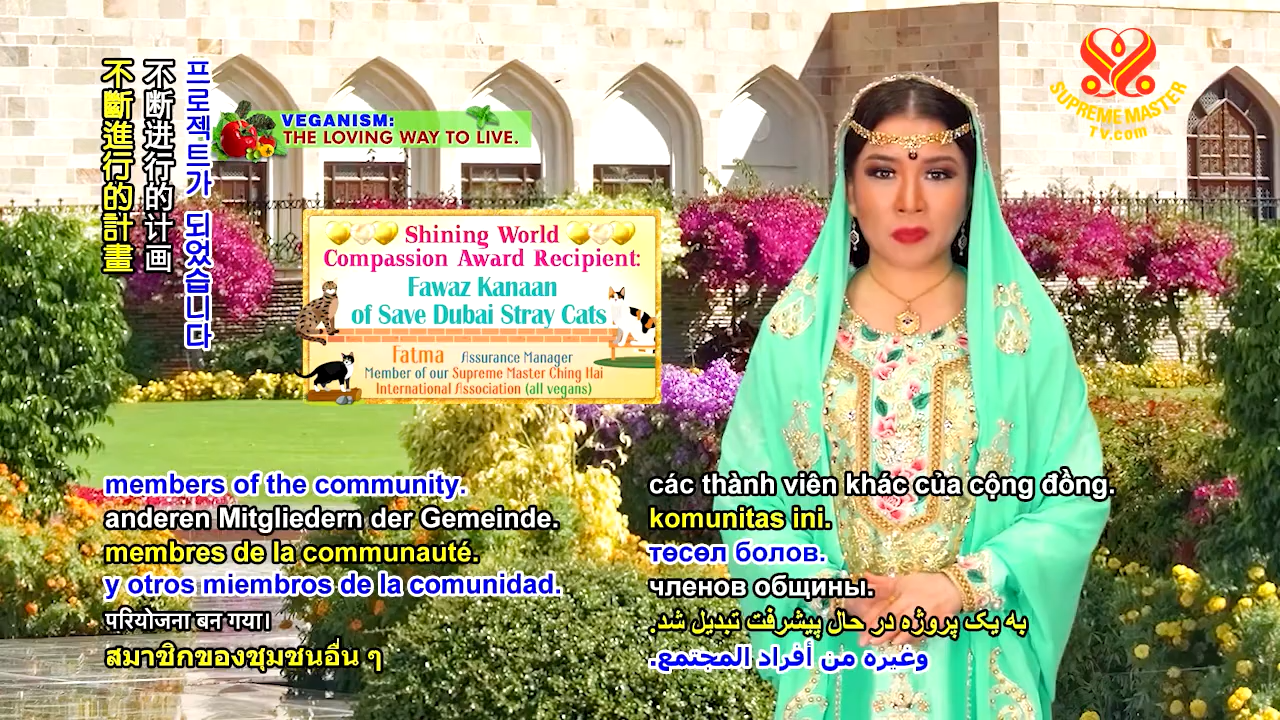 不斷進行的計畫
不断进行的计画
프로젝트가 되었습니다
VEGANISM:
THE LOVING WAY TO LIVE.
SUPREME MASTER
TV.com
Shining World
Compassion Award Recipient:
Fawaz Kanaan
of Save Dubai Stray Cats
Fatma Assurance Manager
Member of our Supreme Master Ching Hai
International Association (all vegans)
members of the community.
anderen Mitgliedern der Gemeinde.
membres de la communauté.
y otros miembros de la comunidad.
परियोजना बन गया।
สมาชิกของชุมชนอื่น ๆ
các thành viên khác của cộng đồng.
komunitas ini.
төсөл болов.
членов общины.
به یک پروژه در حال پیشرفت تبدیل شد.
وغيره من أفراد المجتمع.